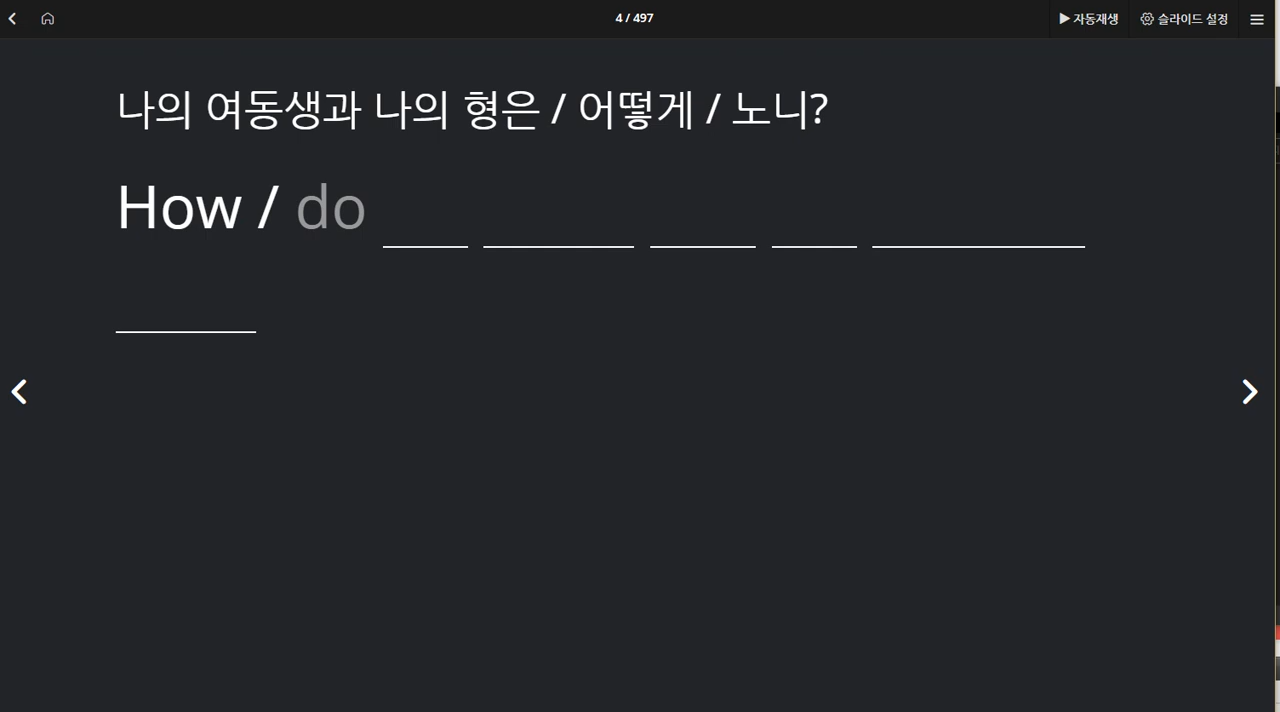 4 / 497
자동재생
슬라이드 설정
나의 여동생과 나의 형은 / 어떻게 / 노니?
How / do